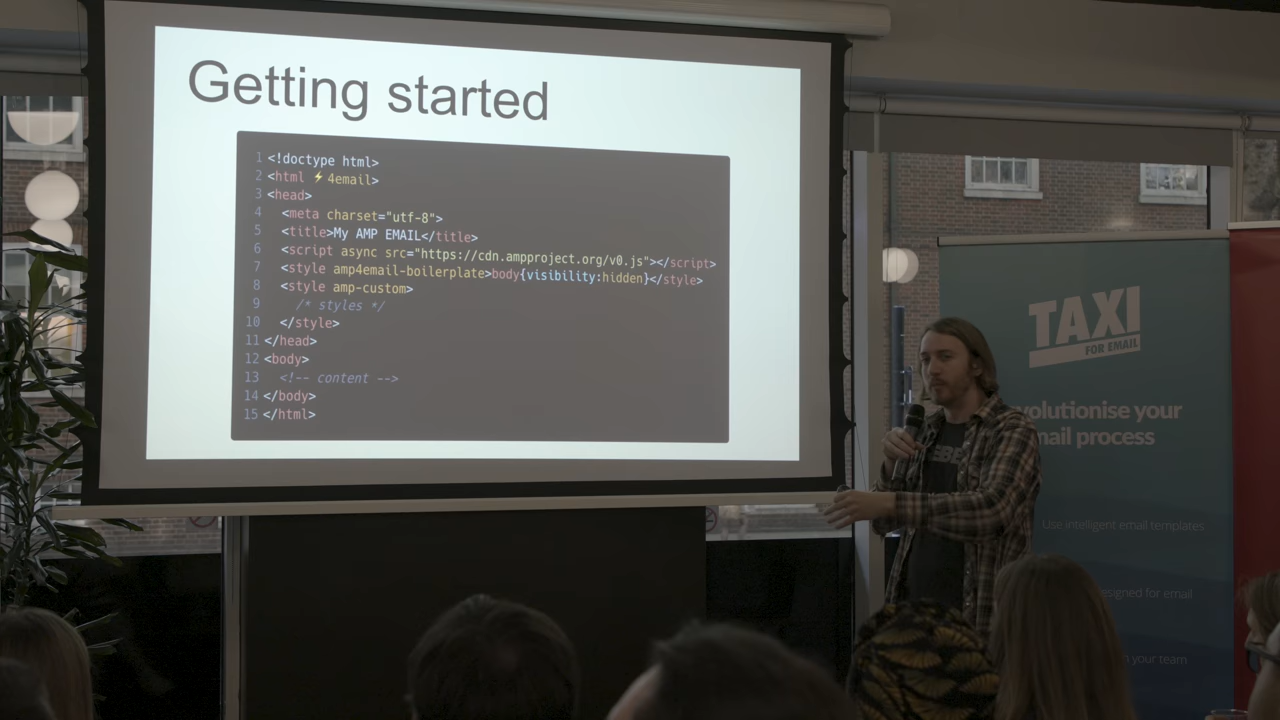 Getting started
1 <!doctype html>
2 <html ⚡4email>
3 <head>
4 <meta charset="utf-8">
5 <title>My AMP EMAIL</title>
6 <script async src="https://cdn.ampproject.org/v0.js"></script>
7 <style amp4email-boilerplate>body{visibility:hidden}</style>
8 <style amp-custom>
9 /* styles */
10 </style>
11 </head>
12 <body>
13 <!-- content -->
14 </body>
15 </html>
TAXI
FOR EMAIL
volutionise your
mail process
Use intelligent email templates
esigned for email
your team